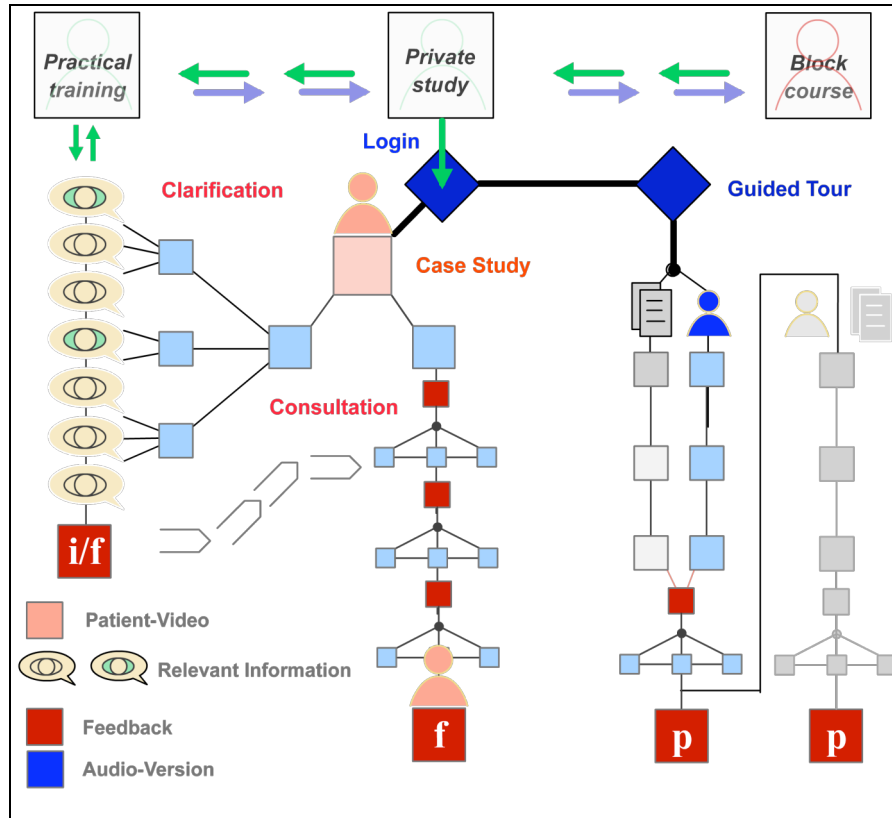 Practical
training
Private
study
Block
course
Login
Clarification
Guided Tour
Case Study
Consultation
i/f
Patient-Video
Relevant Information
Feedback
f
p
p
Audio-Version